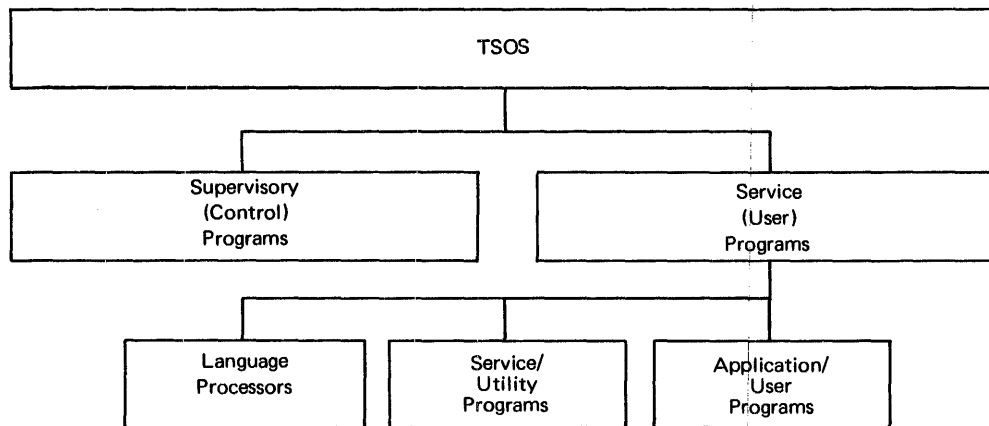 TSOS
Supervisory
(Control)
Programs
Service
(User)
Programs
Language
Processors
Service/
Utility
Programs
Application/
User
Programs